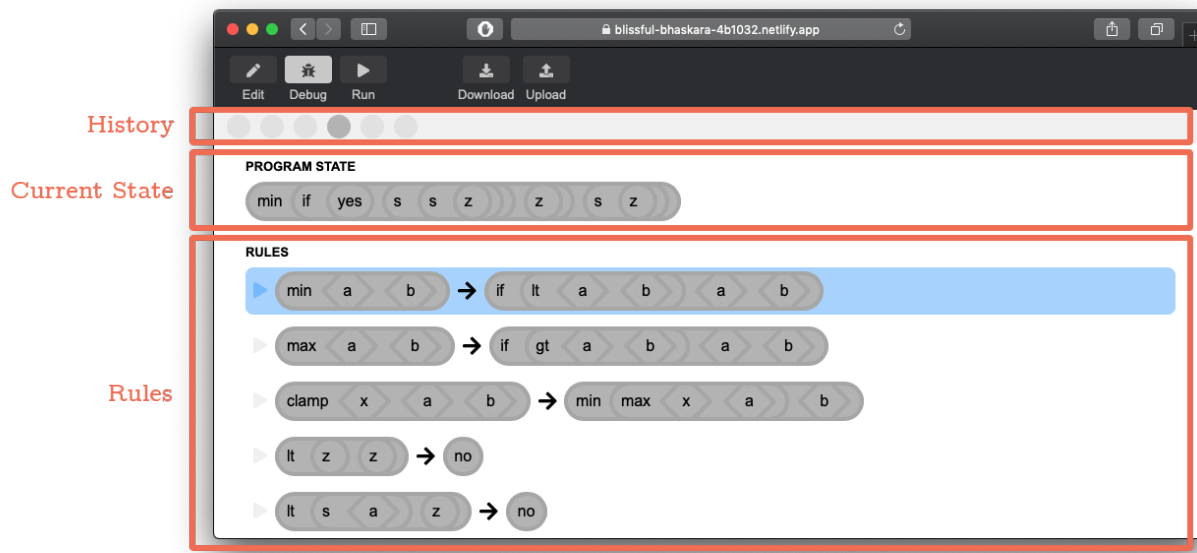 blissful-bhaskara-4b1032.netlify.app
Edit Debug Run Download Upload
History
PROGRAM STATE
Current State
min if yes s s z z s z
RULES
min a b → if lt a b a b
max a b → if gt a b a b
Rules
clamp x a b → min max x a b
lt z z → no
lt s a z → no